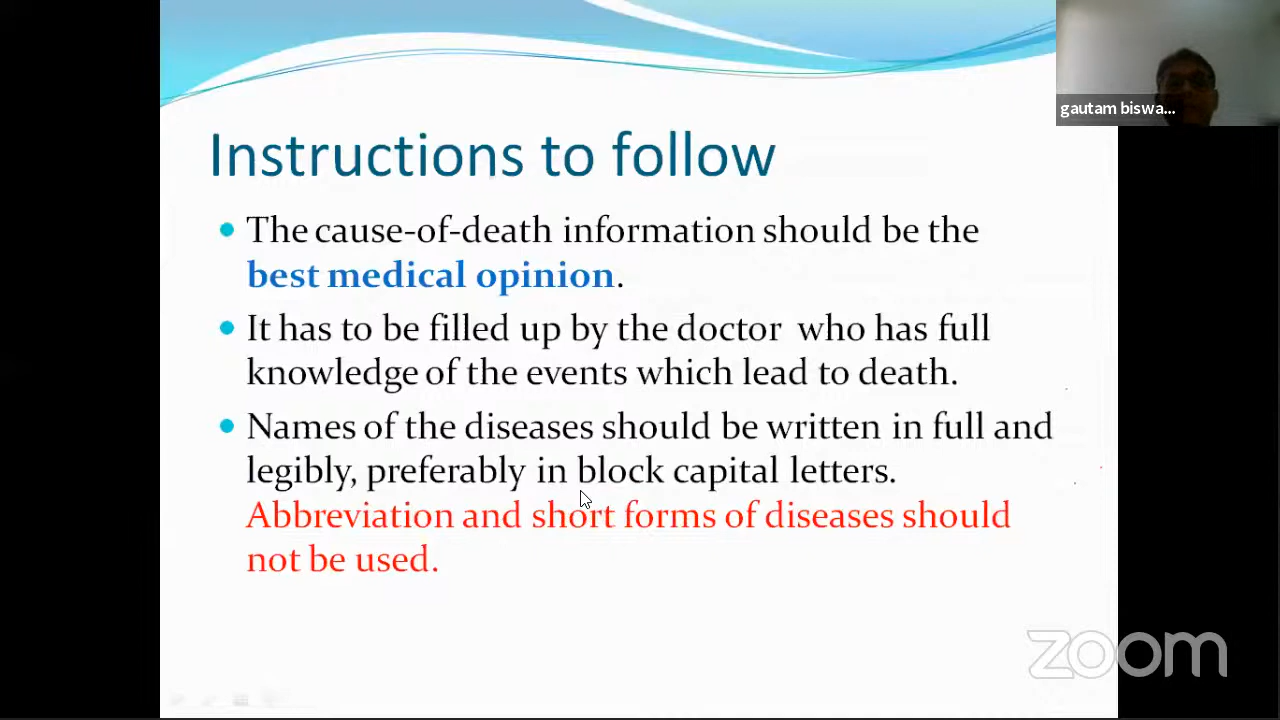 gautam biswa...
Instructions to follow
The cause-of-death information should be the
best medical opinion.
It has to be filled up by the doctor who has full
knowledge of the events which lead to death.
Names of the diseases should be written in full and
legibly, preferably in block capital letters.
Abbreviation and short forms of diseases should
not be used.
zoom